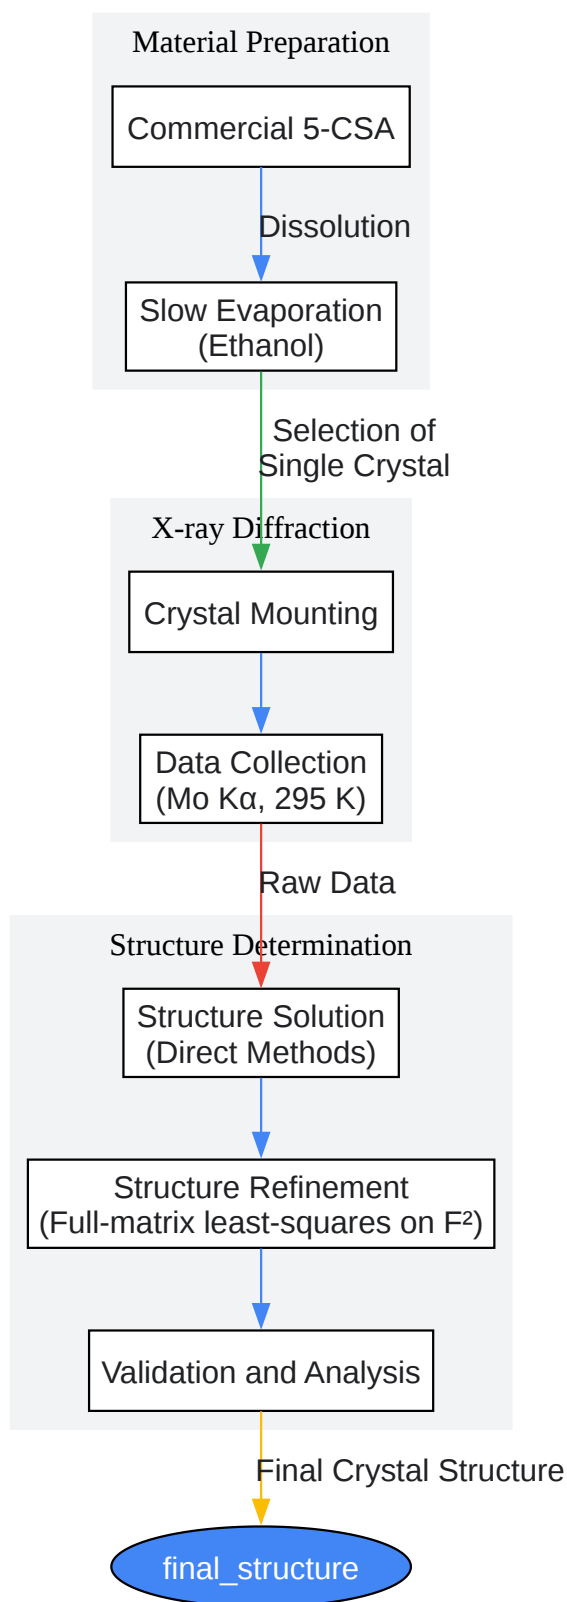 Material Preparation
Commercial 5-CSA
Dissolution
Slow Evaporation
(Ethanol)
Selection of
Single Crystal
X-ray Diffraction
Crystal Mounting
Data Collection
(Mo Kα, 295 K)
Raw Data
Structure Determination
Structure Solution
(Direct Methods)
Structure Refinement
(Full-matrix least-squares on F²)
Validation and Analysis
Final Crystal Structure
final_structure